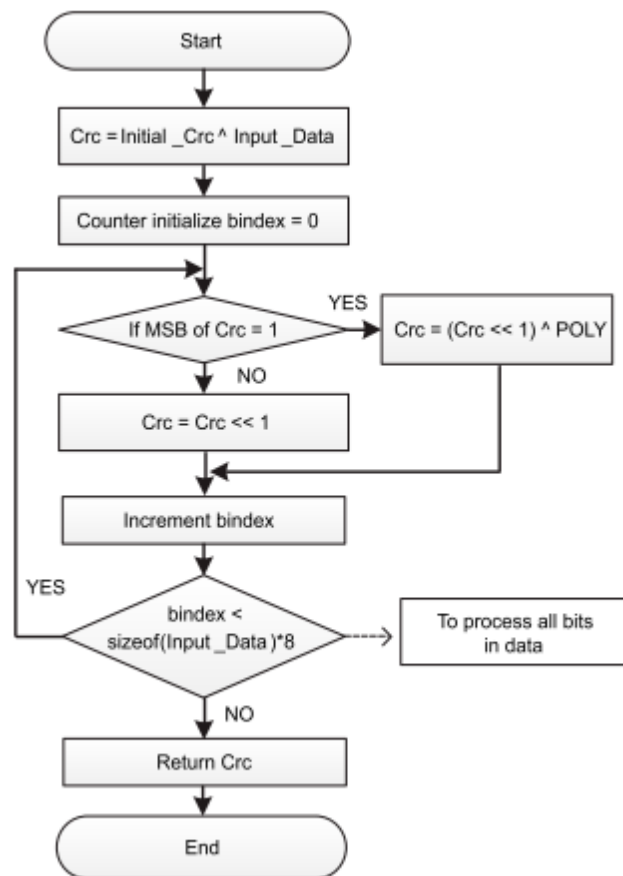 Start
Crc = Initial _Crc ^ Input _Data
Counter initialize bindex = 0
If MSB of Crc = 1
YES
Crc = (Crc << 1) ^ POLY
NO
Crc = Crc << 1
Increment bindex
YES
bindex <
sizeof(Input _Data )*8
To process all bits
in data
NO
Return Crc
End